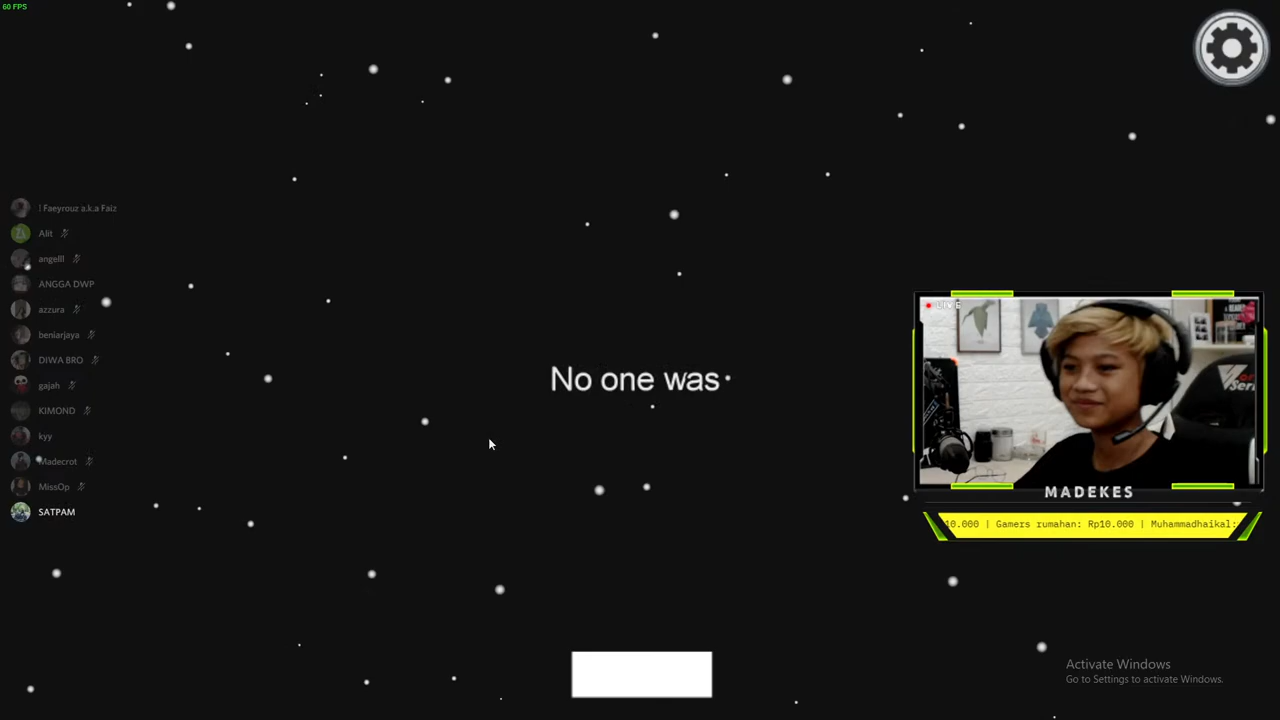 60 FPS
! Faeyrouz a.k.a Faiz
Alit
angelll
ANGGA DWP
azzura
beniarjaya
DIWA BRO
gajah
KIMOND
kyy
Madecrot
MissOp
SATPAM
No one was
LIVE
MADEKES
10.000 | Gamers rumahan: Rp10.000 | Muhammadhaikal:
Activate Windows
Go to Settings to activate Windows.